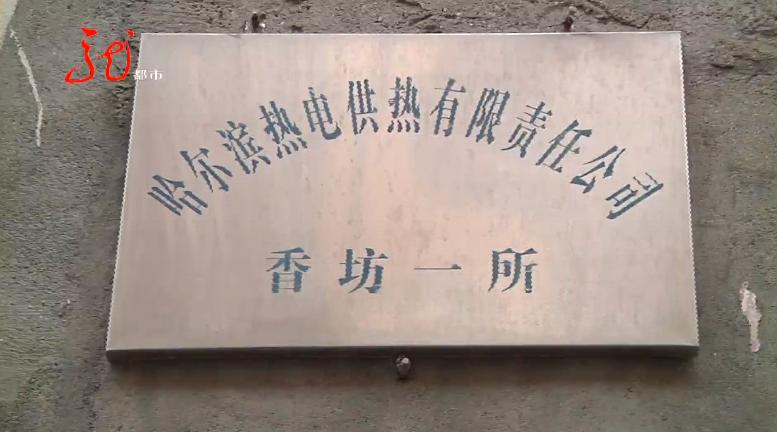 都市
哈尔滨热电供热有限责任公司
香坊一所